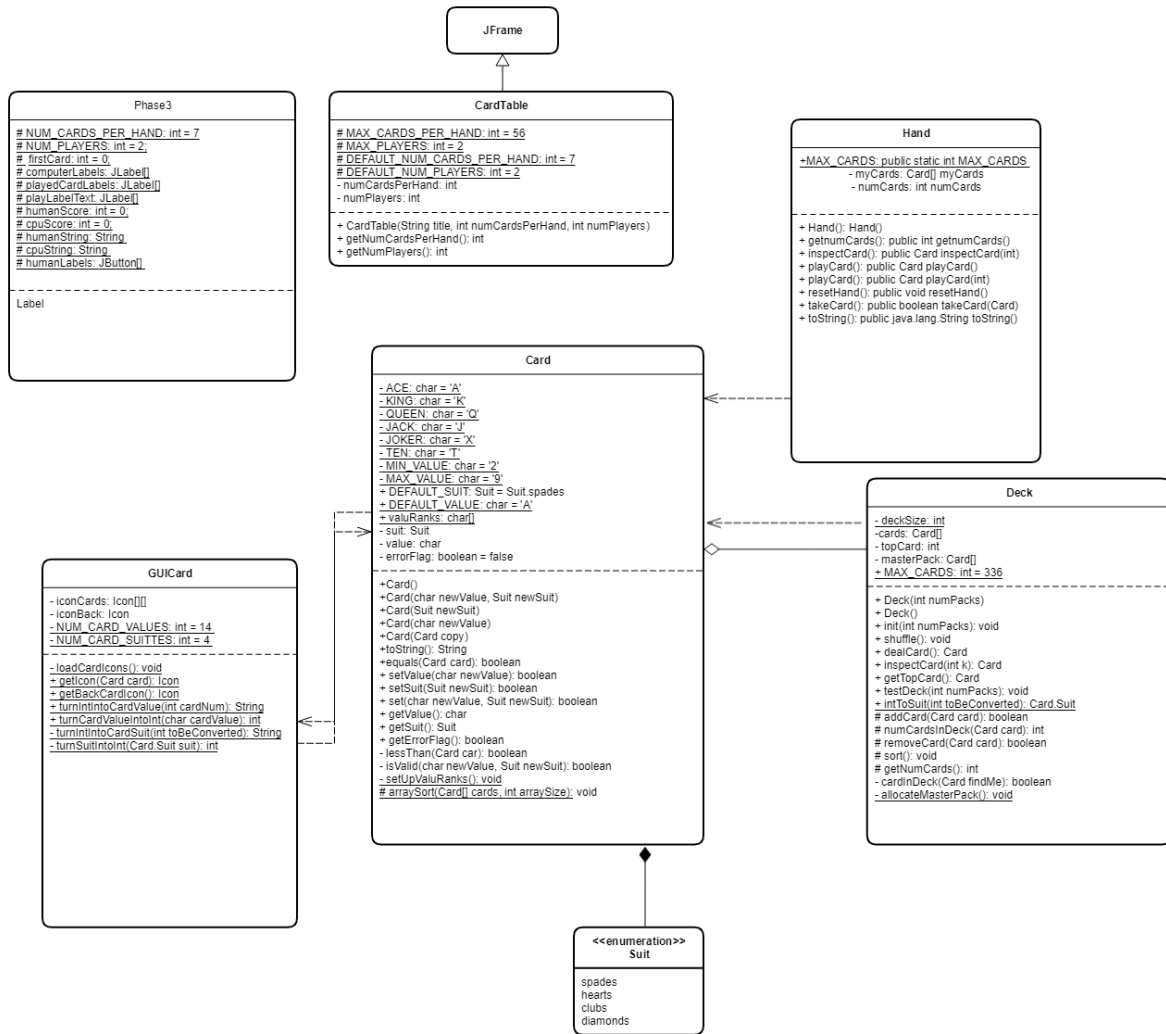 JFrame
Phase3
# NUM_CARDS_PER_HAND: int = 7
# NUM_PLAYERS: int = 2;
#  firstCard: int = 0;
# computerLabels: JLabel[]
# playedCardLabels: JLabel[]
# playLabelText: JLabel[]
# humanScore: int = 0;
# cpuScore: int = 0;
# humanString: String
# cpuString: String
# humanLabels: JButton[]
Label
CardTable
# MAX_CARDS_PER_HAND: int = 56
# MAX_PLAYERS: int = 2
# DEFAULT_NUM_CARDS_PER_HAND: int = 7
# DEFAULT_NUM_PLAYERS: int = 2
- numCardsPerHand: int
- numPlayers: int
+ CardTable(String title, int numCardsPerHand, int numPlayers)
+ getNumCardsPerHand(): int
+ getNumPlayers(): int
Hand
+MAX_CARDS: public static int MAX_CARDS
- myCards: Card[] myCards
- numCards: int numCards
+ Hand(): Hand()
+ getnumCards(): public int getnumCards()
+ inspectCard(): public Card inspectCard(int)
+ playCard(): public Card playCard()
+ playCard(): public Card playCard(int)
+ resetHand(): public void resetHand()
+ takeCard(): public boolean takeCard(Card)
+ toString(): public java.lang.String toString()
Card
- ACE: char = 'A'
- KING: char = 'K'
- QUEEN: char = 'Q'
- JACK: char = 'J'
- JOKER: char = 'X'
- TEN: char = 'T'
- MIN_VALUE: char = '2'
- MAX_VALUE: char = '9'
+ DEFAULT_SUIT: Suit = Suit.spades
+ DEFAULT_VALUE: char = 'A'
+ valuRanks: char[]
- suit: Suit
- value: char
- errorFlag: boolean = false
+Card()
+Card(char newValue, Suit newSuit)
+Card(Suit newSuit)
+Card(char newValue)
+Card(Card copy)
+toString(): String
+equals(Card card): boolean
+ setValue(char newValue): boolean
+ setSuit(Suit newSuit): boolean
+ set(char newValue, Suit newSuit): boolean
+ getValue(): char
+ getSuit(): Suit
+ getErrorFlag(): boolean
- lessThan(Card car): boolean
- isValid(char newValue, Suit newSuit): boolean
- setUpValuRanks(): void
# arraySort(Card[] cards, int arraySize): void
Deck
- deckSize: int
-cards: Card[]
- topCard: int
- masterPack: Card[]
+ MAX_CARDS: int = 336
+ Deck(int numPacks)
+ Deck()
+ init(int numPacks): void
+ shuffle(): void
+ dealCard(): Card
+ inspectCard(int k): Card
+ getTopCard(): Card
+ testDeck(int numPacks): void
+ intToSuit(int toBeConverted): Card.Suit
# addCard(Card card): boolean
# numCardsInDeck(Card card): int
# removeCard(Card card): boolean
# sort(): void
# getNumCards(): int
- cardInDeck(Card findMe): boolean
- allocateMasterPack(): void
GUICard
- iconCards: Icon[][]
- iconBack: Icon
- NUM_CARD_VALUES: int = 14
- NUM_CARD_SUITTES: int = 4
- loadCardIcons(): void
+ getIcon(Card card): Icon
+ getBackCardIcon(): Icon
+ turnIntIntoCardValue(int cardNum): String
+ turnCardValueIntoInt(char cardValue): int
- turnIntIntoCardSuit(int toBeConverted): String
- turnSuitIntoInt(Card.Suit suit): int
<<enumeration>>
Suit
spades
hearts
clubs
diamonds